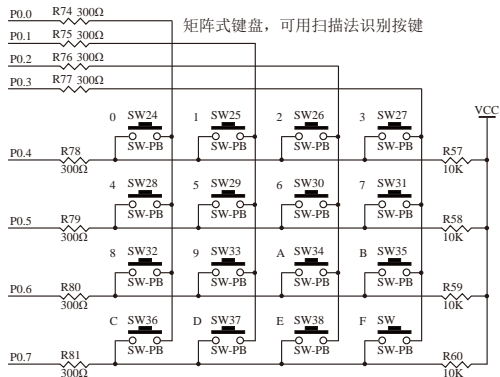 P0.0 R74 300Ω
矩阵式键盘，可用扫描法识别按键
P0.1 R75 300Ω
P0.2 R76 300Ω
P0.3 R77 300Ω
VCC
0 SW24 1 SW25 2 SW26 3 SW27
SW-PB SW-PB SW-PB SW-PB
P0.4 R78 300Ω R57 10K
4 SW28 5 SW29 6 SW30 7 SW31
SW-PB SW-PB SW-PB SW-PB
P0.5 R79 300Ω R58 10K
8 SW32 9 SW33 A SW34 B SW35
SW-PB SW-PB SW-PB SW-PB
P0.6 R80 300Ω R59 10K
C SW36 D SW37 E SW38 F SW
SW-PB SW-PB SW-PB SW-PB
P0.7 R81 300Ω R60 10K